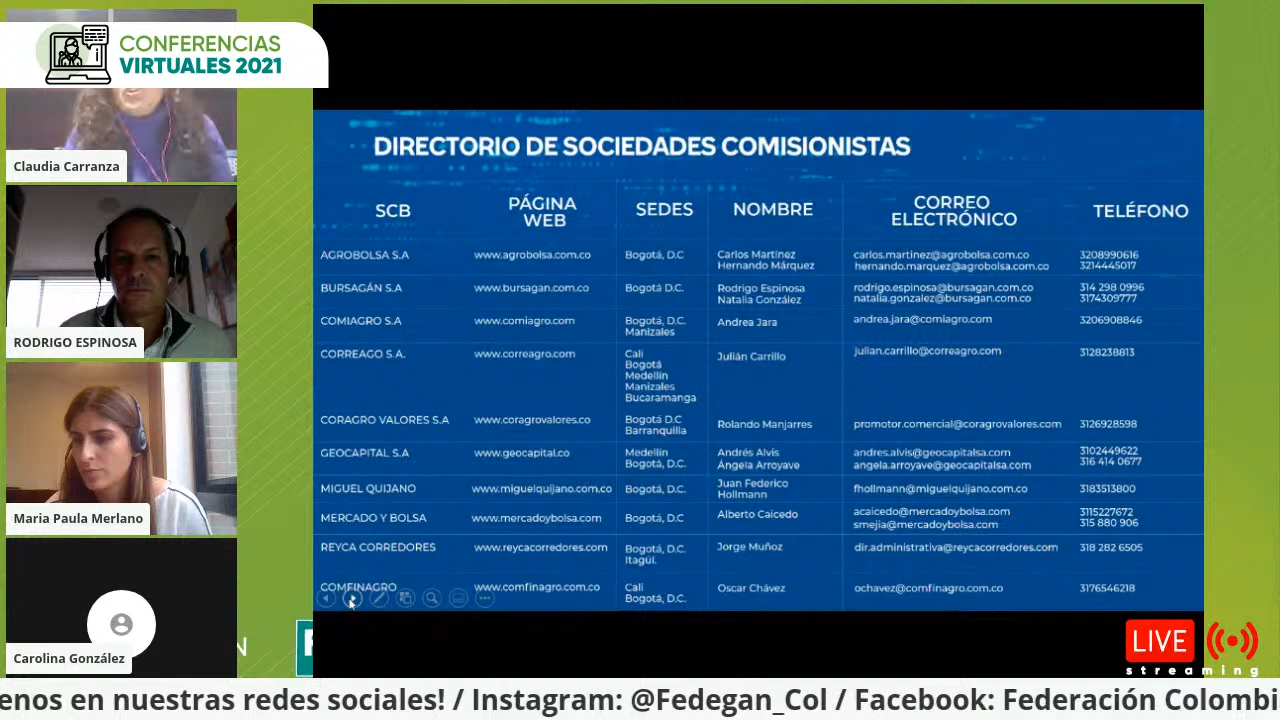 CONFERENCIAS
VIRTUALES 2021
Claudia Carranza
RODRIGO ESPINOSA
Maria Paula Merlano
Carolina González
DIRECTORIO DE SOCIEDADES COMISIONISTAS
SCB PÁGINA WEB SEDES NOMBRE CORREO ELECTRÓNICO TELÉFONO
AGROBOLSA S.A www.agrobolsa.com.co Bogotá, D.C Carlos Martínez carlos.martinez@agrobolsa.com.co 3208990616
Hernando Márquez hernando.marquez@agrobolsa.com.co 3214445017
BURSAGÁN S.A www.bursagan.com.co Bogotá D.C. Rodrigo Espinosa rodrigo.espinosa@bursagan.com.co 314 298 0996
Natalia González natalia.gonzalez@bursagan.com.co 3174309777
COMIAGRO S.A www.comiagro.com Bogotá, D.C. Andrea Jara andrea.jara@comiagro.com 3206908846
Manizales
CORREAGO S.A. www.correagro.com Cali Julián Carrillo julian.carrillo@correagro.com 3128238813
Bogotá
Medellín
Manizales
Bucaramanga
CORAGRO VALORES S.A www.coragrovalores.co Bogotá D.C Rolando Manjarres promotor.comercial@coragrovalores.com 3126928598
Barranquilla
GEOCAPITAL S.A www.geocapital.co Medellín Andrés Alvis andres.alvis@geocapitalsa.com 3102449622
Bogotá, D.C. Ángela Arroyave angela.arroyave@geocapitalsa.com 316 414 0677
MIGUEL QUIJANO www.miguelquijano.com.co Bogotá, D.C. Juan Federico fhollmann@miguelquijano.com.co 3183513800
Hollmann
MERCADO Y BOLSA www.mercadoybolsa.com Bogotá, D.C Alberto Caicedo acaicedo@mercadoybolsa.com 3115227672
smejia@mercadoybolsa.com 315 880 906
REYCA CORREDORES www.reycacorredores.com Bogotá, D.C. Jorge Muñoz dir.administrativa@reycacorredores.com 318 282 6505
Itagüí.
COMFINAGRO www.comfinagro.com.co Cali Oscar Chávez ochavez@comfinagro.com.co 3176546218
Bogotá, D.C.
N
LIVE
streaming
enos en nuestras redes sociales! / Instagram: @Fedegan_Col / Facebook: Federación Colombi